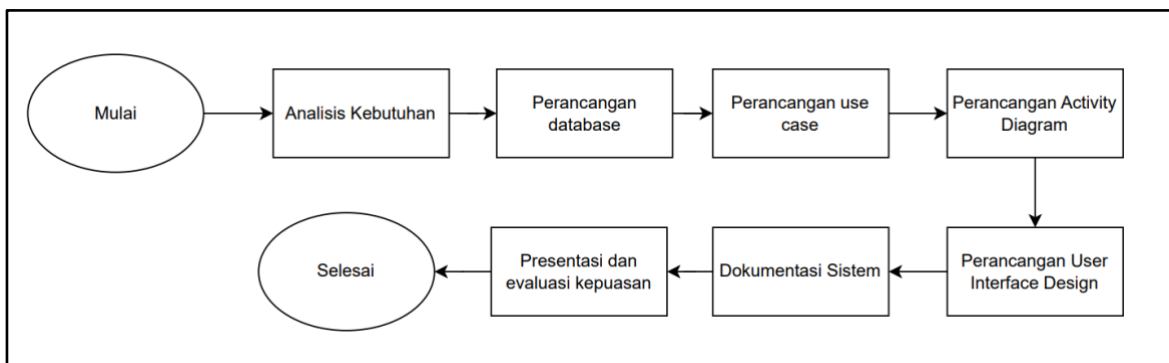 Mulai
Analisis Kebutuhan
Perancangan
database
Perancangan use
case
Perancangan Activity
Diagram
Perancangan User
Interface Design
Dokumentasi Sistem
Presentasi dan
evaluasi kepuasan
Selesai